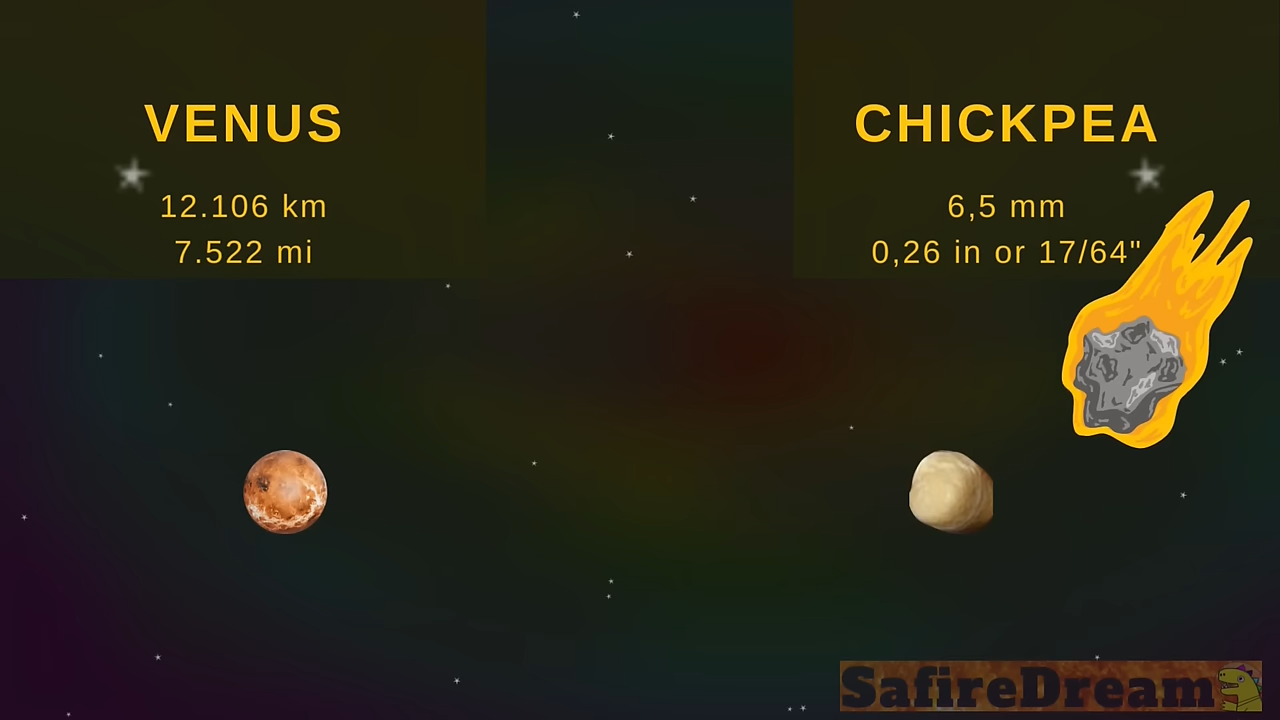 VENUS
12.106 km
7.522 mi
CHICKPEA
6,5 mm
0,26 in or 17/64"
SafireDream